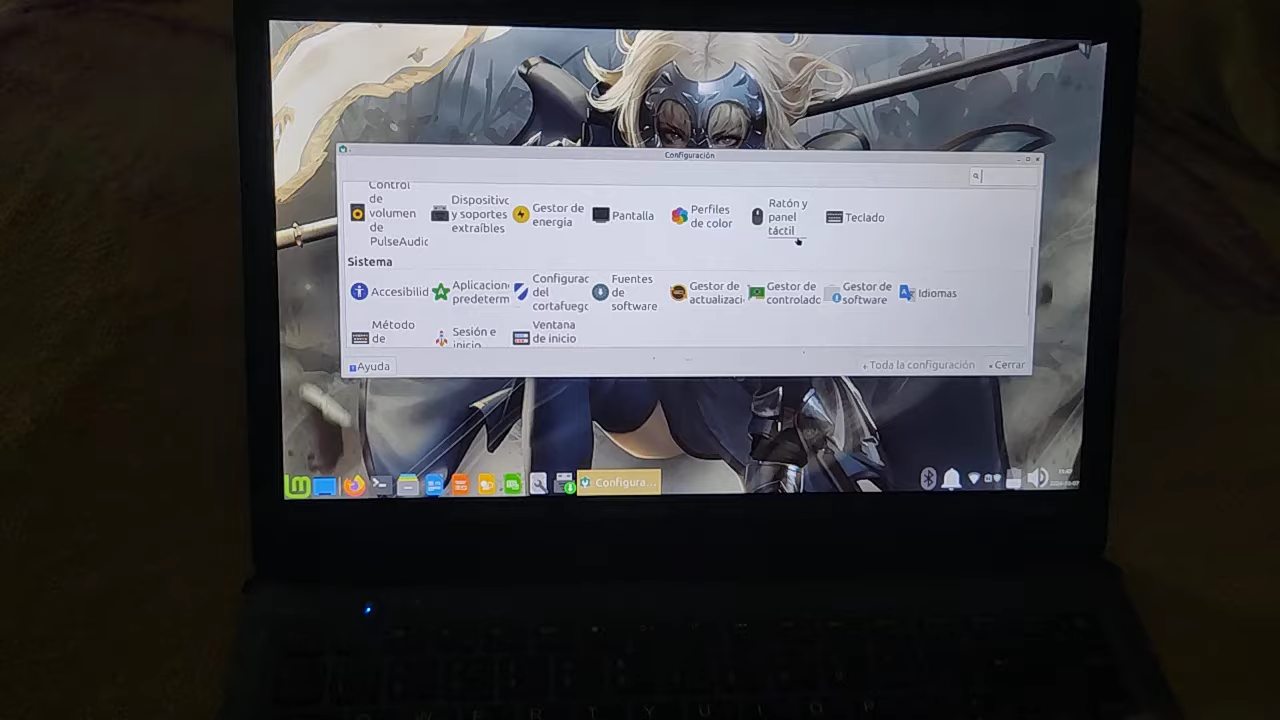 Configuración
Control
de
volumen
de
PulseAudic
Dispositivc
y soportes
extraíbles
Gestor de
energía
Pantalla
Perfiles
de color
Ratón y
panel
táctil
Teclado
Sistema
Accesibilid
Aplicacion
predeterm
Configurac
del
cortafuegc
Fuentes
de
software
Gestor de
actualizaci
Gestor de
controladc
Gestor de
software
Idiomas
Método
de
Sesión e
inicio
Ventana
de inicio
Ayuda
Toda la configuración
Cerrar
Configura...
W E R T Y U I O P